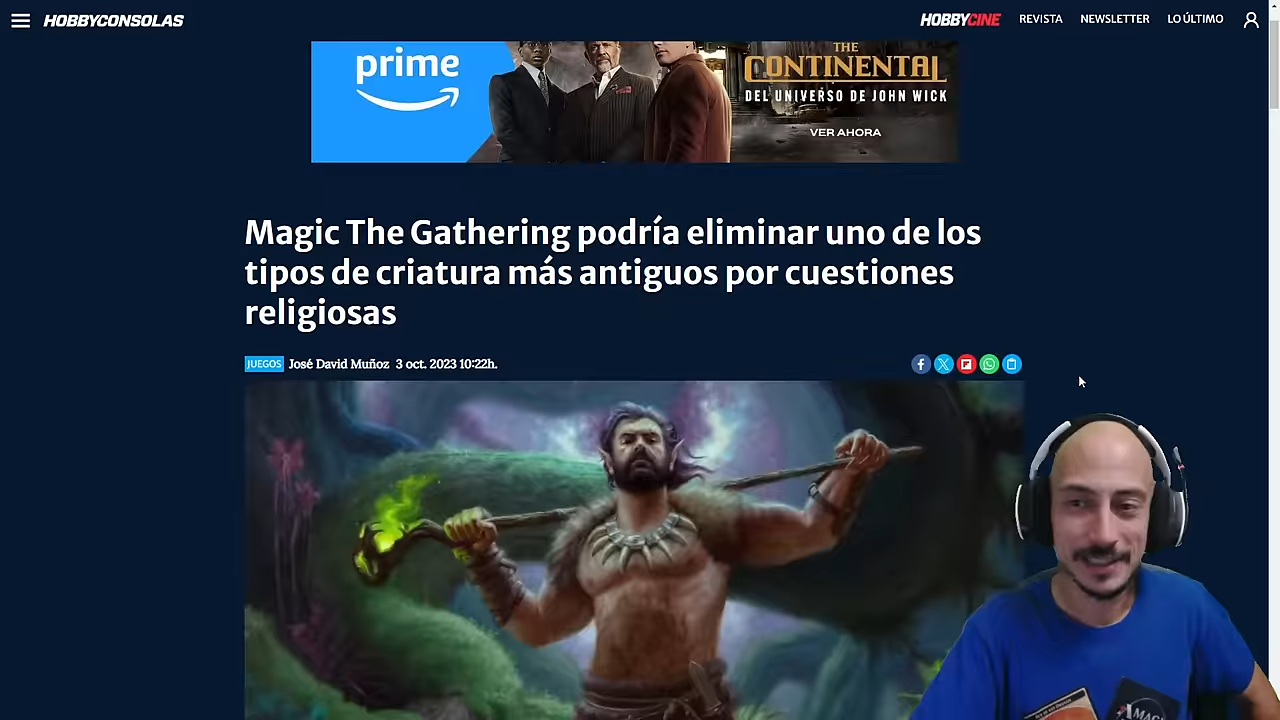 HOBBYCONSOLAS
HOBBYCINE REVISTA NEWSLETTER LO ÚLTIMO
prime
THE
CONTINENTAL
DEL UNIVERSO DE JOHN WICK
VER AHORA
Magic The Gathering podría eliminar uno de los
tipos de criatura más antiguos por cuestiones
religiosas
JUEGOS José David Muñoz 3 oct. 2023 10:22h.